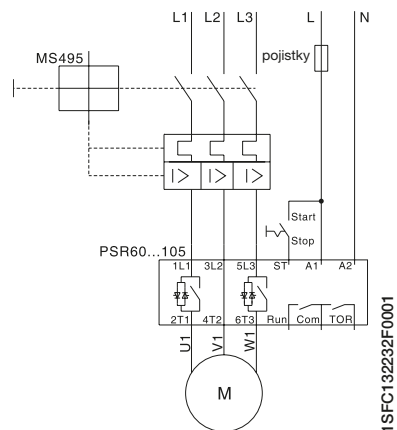 L1 L2 L3 L N
MS495
pojistky
I> I> I>
Start
Stop
PSR60...105
1L1 3L2 5L3 ST A1 A2
2T1 4T2 6T3 Run Com TOR
U1 V1 W1
M
1SFC132232F0001